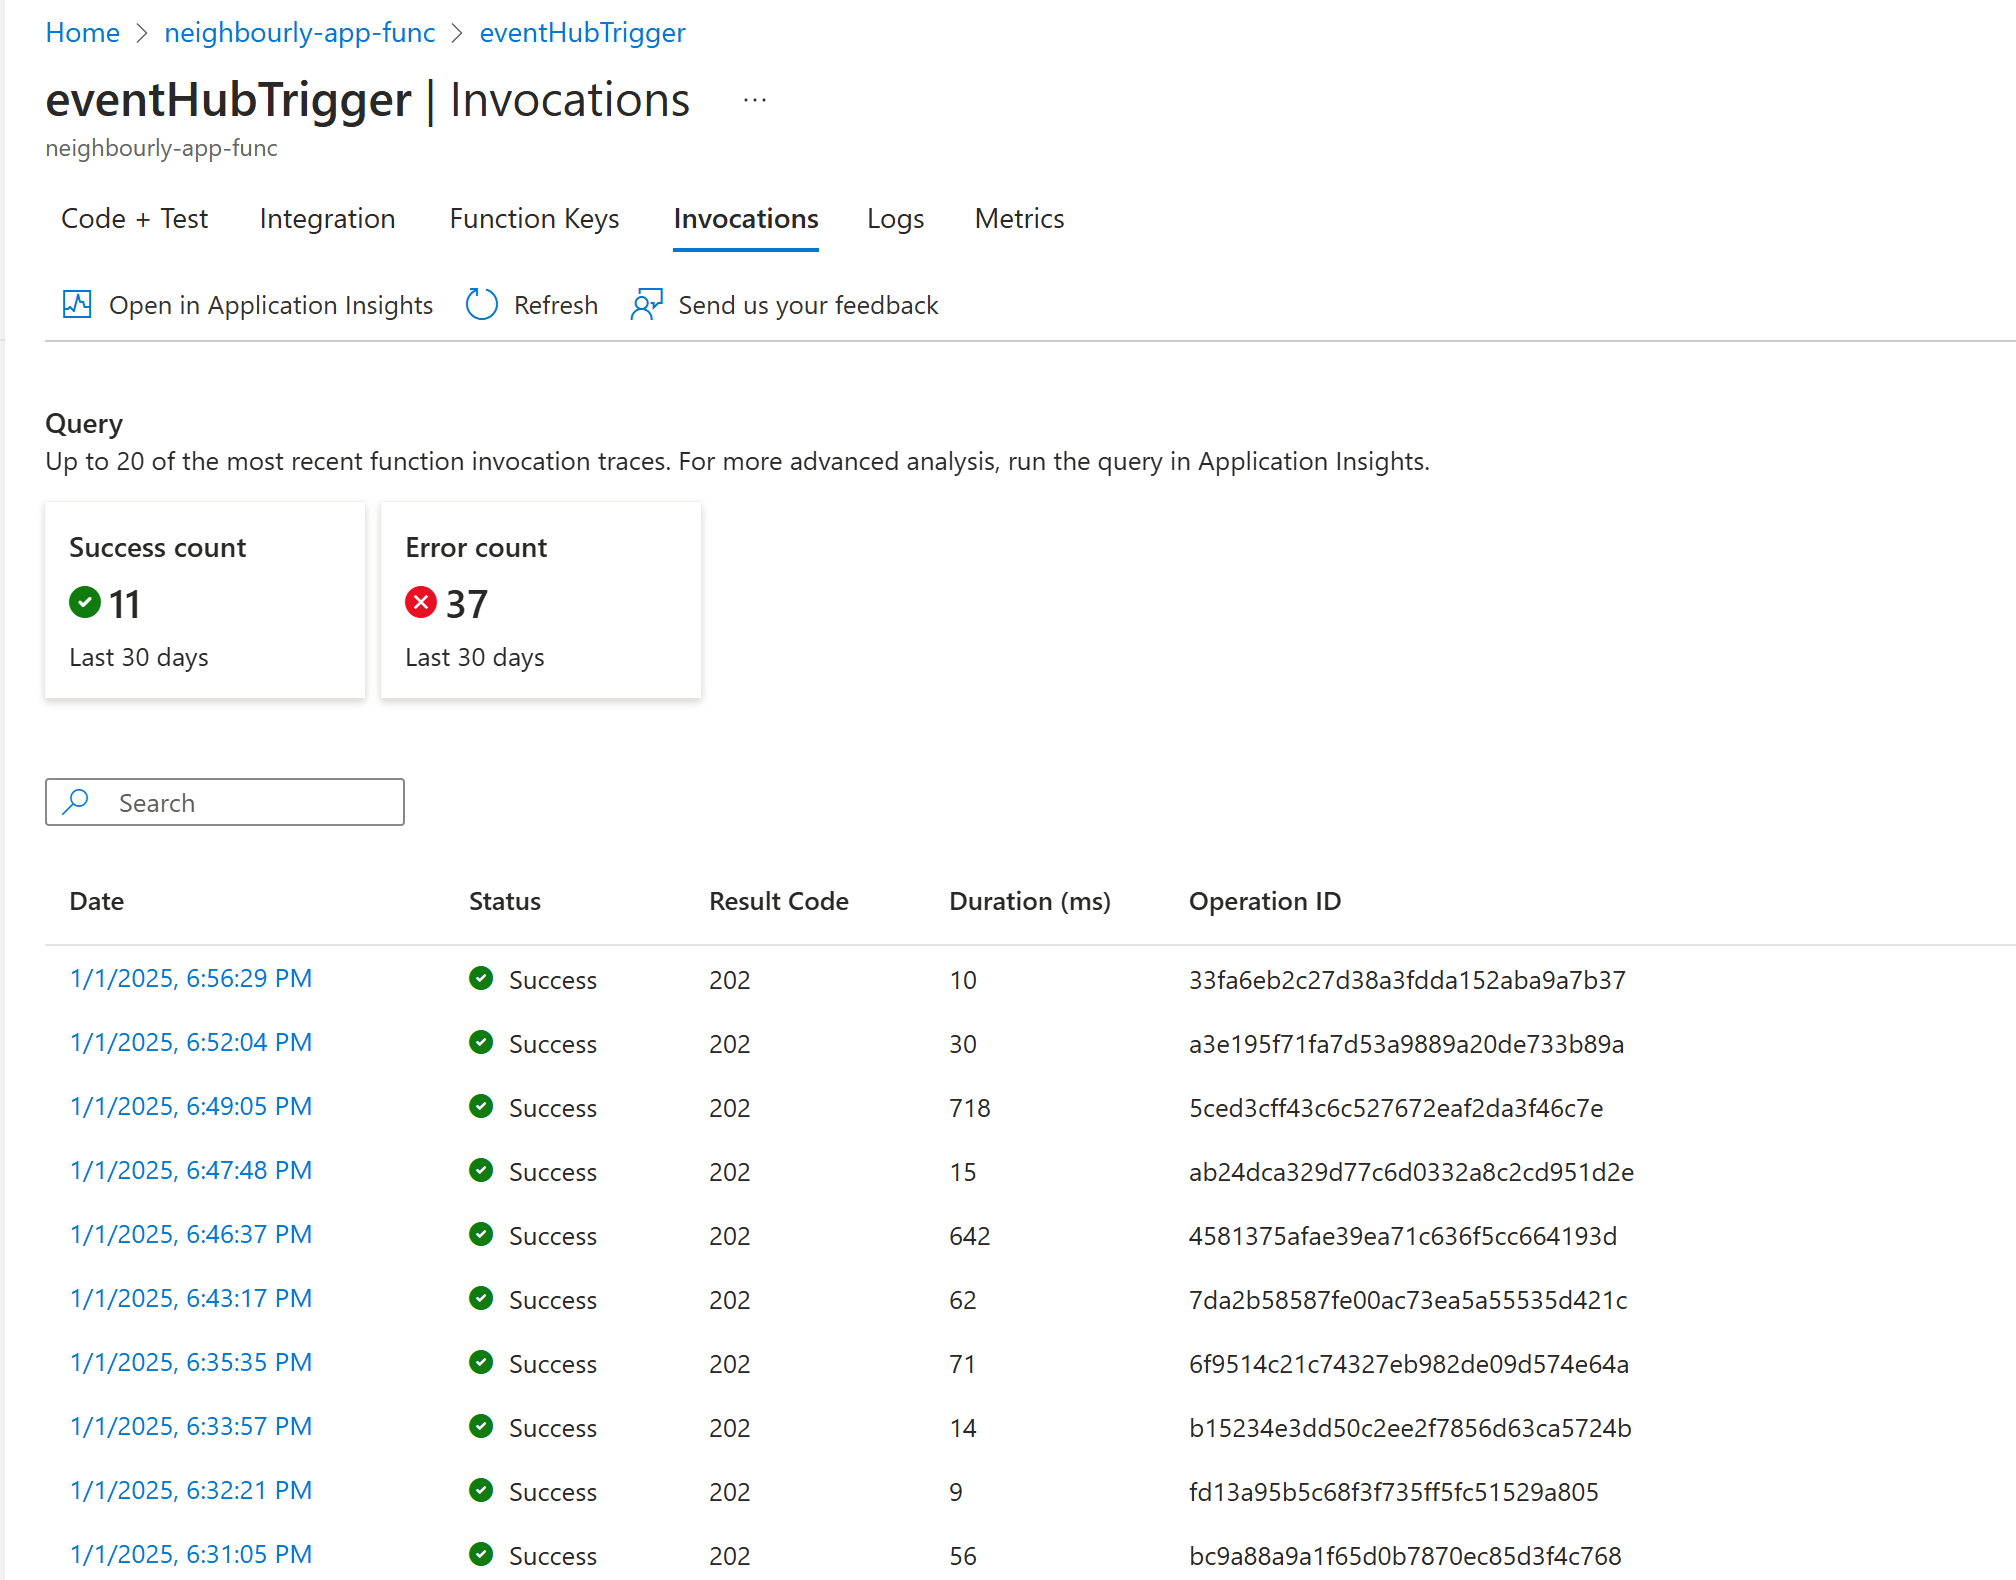 Home > neighbourly-app-func > eventHubTrigger
eventHubTrigger | Invocations ...
neighbourly-app-func
Code + Test Integration Function Keys Invocations Logs Metrics
Open in Application Insights Refresh Send us your feedback
Query
Up to 20 of the most recent function invocation traces. For more advanced analysis, run the query in Application Insights.
Success count Error count
11 37
Last 30 days Last 30 days
Search
Date Status Result Code Duration (ms) Operation ID
1/1/2025, 6:56:29 PM Success 202 10 33fa6eb2c27d38a3fdda152aba9a7b37
1/1/2025, 6:52:04 PM Success 202 30 a3e195f71fa7d53a9889a20de733b89a
1/1/2025, 6:49:05 PM Success 202 718 5ced3cff43c6c527672eaf2da3f46c7e
1/1/2025, 6:47:48 PM Success 202 15 ab24dca329d77c6d0332a8c2cd951d2e
1/1/2025, 6:46:37 PM Success 202 642 4581375afae39ea71c636f5cc664193d
1/1/2025, 6:43:17 PM Success 202 62 7da2b58587fe00ac73ea5a55535d421c
1/1/2025, 6:35:35 PM Success 202 71 6f9514c21c74327eb982de09d574e64a
1/1/2025, 6:33:57 PM Success 202 14 b15234e3dd50c2ee2f7856d63ca5724b
1/1/2025, 6:32:21 PM Success 202 9 fd13a95b5c68f3f735ff5fc51529a805
1/1/2025, 6:31:05 PM Success 202 56 bc9a88a9a1f65d0b7870ec85d3f4c768